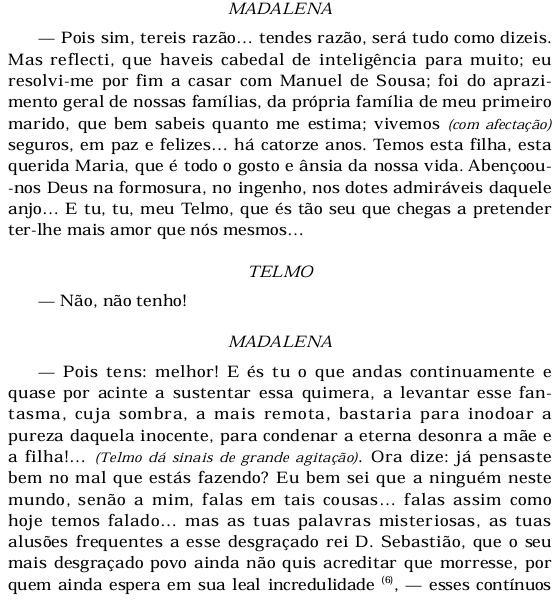 MADALENA
— Pois sim, tereis razão… tendes razão, será tudo como dizeis.
Mas reflecti, que haveis cabedal de inteligência para muito; eu
resolvi-me por fim a casar com Manuel de Sousa; foi do aprazi-
mento geral de nossas famílias, da própria família de meu primeiro
marido, que bem sabeis quanto me estima; vivemos (com afectação)
seguros, em paz e felizes… há catorze anos. Temos esta filha, esta
querida Maria, que é todo o gosto e ânsia da nossa vida. Abençoou-
-nos Deus na formosura, no ingenho, nos dotes admiráveis daquele
anjo… E tu, tu, meu Telmo, que és tão seu que chegas a pretender
ter-lhe mais amor que nós mesmos…
TELMO
— Não, não tenho!
MADALENA
— Pois tens: melhor! E és tu o que andas continuamente e
quase por acinte a sustentar essa quimera, a levantar esse fan-
tasma, cuja sombra, a mais remota, bastaria para inodoar a
pureza daquela inocente, para condenar a eterna desonra a mãe e
a filha!… (Telmo dá sinais de grande agitação). Ora dize: já pensaste
bem no mal que estás fazendo? Eu bem sei que a ninguém neste
mundo, senão a mim, falas em tais cousas… falas assim como
hoje temos falado… mas as tuas palavras misteriosas, as tuas
alusões frequentes a esse desgraçado rei D. Sebastião, que o seu
mais desgraçado povo ainda não quis acreditar que morresse, por
quem ainda espera em sua leal incredulidade (6), — esses contínuos